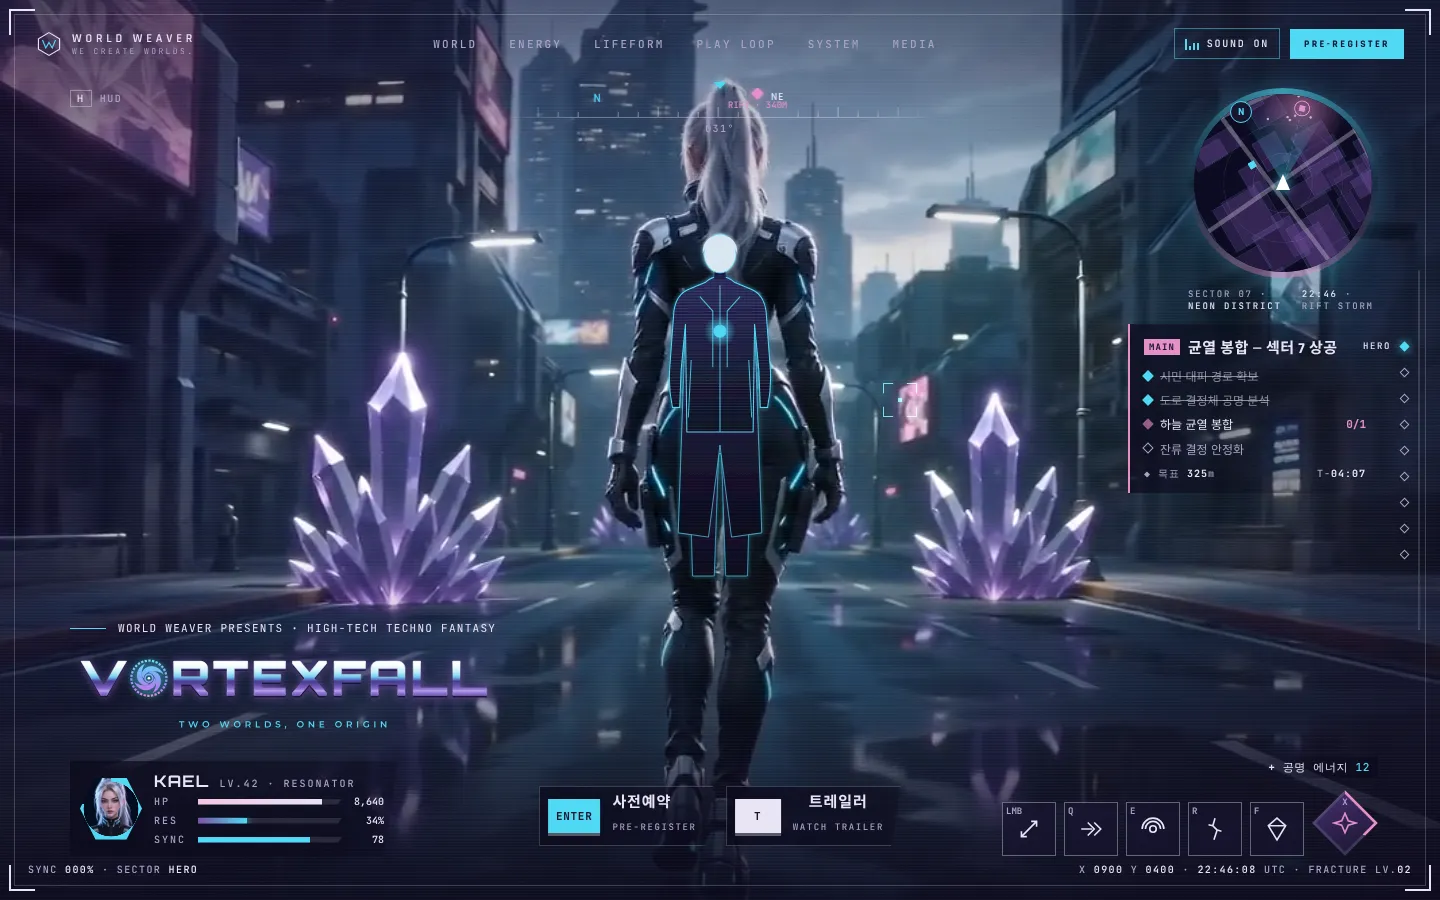 WORLD WEAVER
WE CREATE WORLDS.
WORLD ENERGY LIFEFORM PLAY LOOP SYSTEM MEDIA
SOUND ON
PRE-REGISTER
H HUD
N
NE
RIFT · 340M
031°
N
SECTOR 07 ·
NEON DISTRICT
22:46 ·
RIFT STORM
MAIN 균열 봉합 — 섹터 7 상공
HERO
시민 대피 경로 확보
도로 결정체 공명 분석
하늘 균열 봉합 0/1
잔류 결정 안정화
목표 325m T-04:07
WORLD WEAVER PRESENTS · HIGH-TECH TECHNO FANTASY
VORTEXFALL
TWO WORLDS, ONE ORIGIN
KAEL LV.42 · RESONATOR
HP 8,640
RES 34%
SYNC 78
ENTER 사전예약
PRE-REGISTER
T 트레일러
WATCH TRAILER
+ 공명 에너지 12
LMB Q E R F X
SYNC 000% · SECTOR HERO
X 0900 Y 0400 · 22:46:08 UTC · FRACTURE LV.02